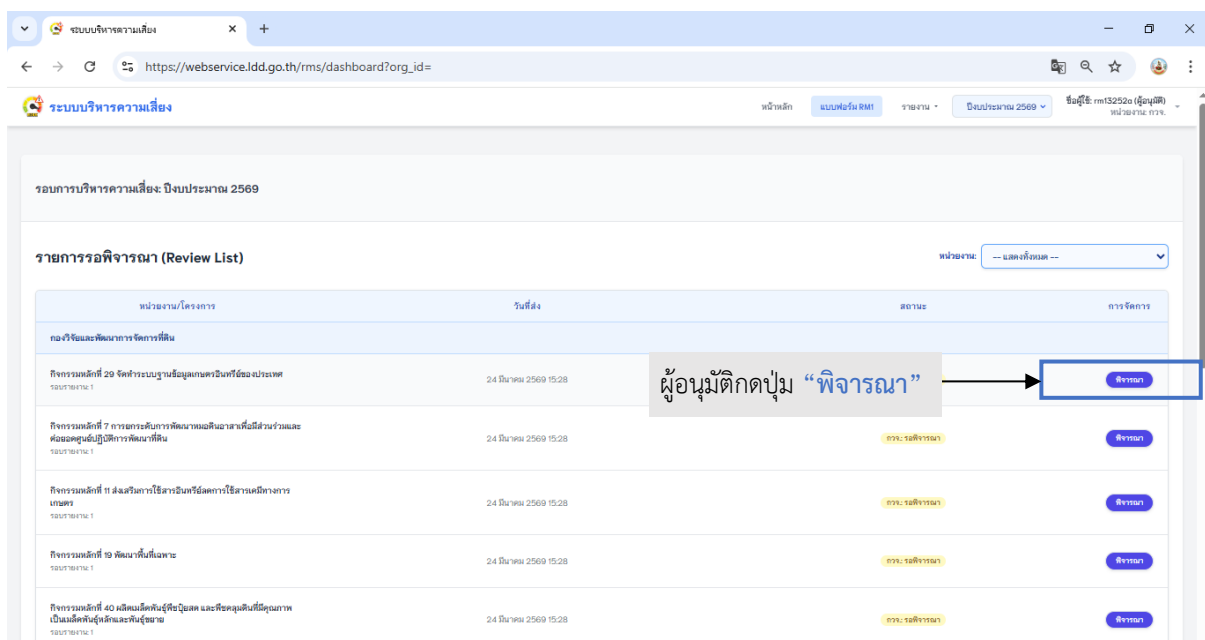 ระบบบริหารความเสี่ยง
https://webservice.ldd.go.th/rms/dashboard?org_id=
ระบบบริหารความเสี่ยง
หน้าหลัก
แบบฟอร์ม RM1
รายงาน
ปีงบประมาณ 2569
ชื่อผู้ใช้: rm13252a (ผู้อนุมัติ)
หน่วยงาน: กวจ.
รอบการบริหารความเสี่ยง: ปีงบประมาณ 2569
รายการรอพิจารณา (Review List)
หน่วยงาน:
-- แสดงทั้งหมด --
หน่วยงาน/โครงการ วันที่ส่ง สถานะ การจัดการ
กองวิจัยและพัฒนาการจัดการที่ดิน
กิจกรรมหลักที่ 29 จัดทำระบบฐานข้อมูลเกษตรอินทรีย์ของประเทศ
รอบรายงาน: 1
24 มีนาคม 2569 15:28
ผู้อนุมัติกดปุ่ม “พิจารณา”
พิจารณา
กิจกรรมหลักที่ 7 การยกระดับการพัฒนาหมอดินอาสาเพื่อมีส่วนร่วมและ
ต่อยอดศูนย์ปฏิบัติการพัฒนาที่ดิน
รอบรายงาน: 1
24 มีนาคม 2569 15:28
กวจ.: รอพิจารณา
พิจารณา
กิจกรรมหลักที่ 11 ส่งเสริมการใช้สารอินทรีย์ลดการใช้สารเคมีทางการ
เกษตร
รอบรายงาน: 1
24 มีนาคม 2569 15:28
กวจ.: รอพิจารณา
พิจารณา
กิจกรรมหลักที่ 19 พัฒนาพื้นที่เฉพาะ
รอบรายงาน: 1
24 มีนาคม 2569 15:28
กวจ.: รอพิจารณา
พิจารณา
กิจกรรมหลักที่ 40 ผลิตเมล็ดพันธุ์พืชปุ๋ยสด และพืชคลุมดินที่มีคุณภาพ
เป็นเมล็ดพันธุ์หลักและพันธุ์ขยาย
รอบรายงาน: 1
24 มีนาคม 2569 15:28
กวจ.: รอพิจารณา
พิจารณา